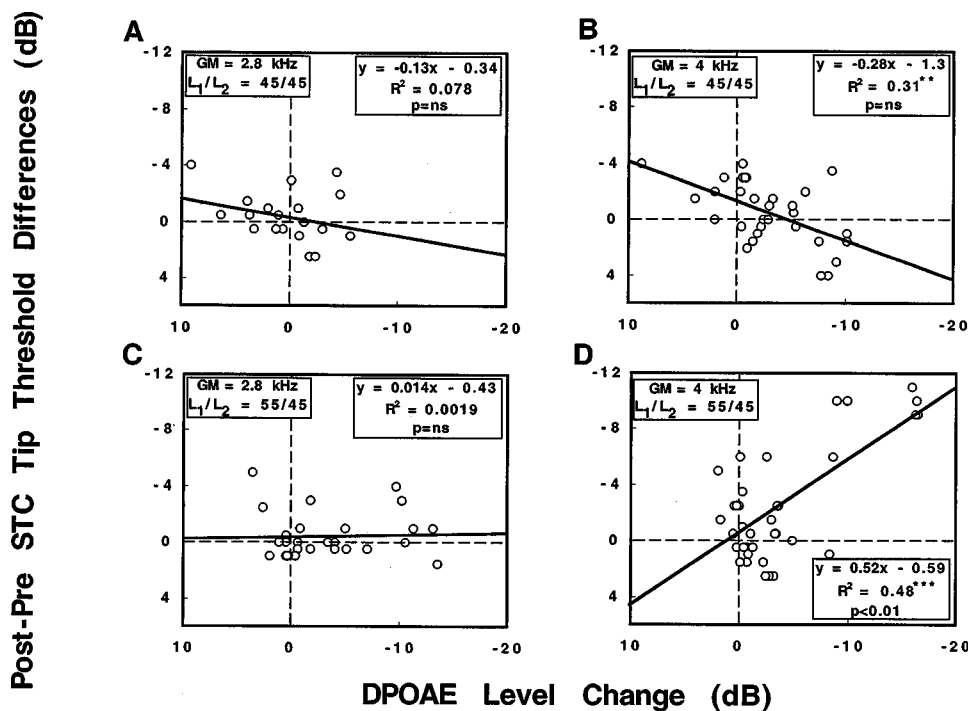 Post-Pre STC Tip Threshold Differences (dB)
A
-12
-8
-4
0
4
GM = 2.8 kHz
L1/L2 = 45/45
y = -0.13x - 0.34
R2 = 0.078
p=ns
10
0
-10
-20
B
-12
-8
-4
0
4
GM = 4 kHz
L1/L2 = 45/45
y = -0.28x - 1.3
R2 = 0.31**
p=ns
10
0
-10
-20
C
-12
-8
-4
0
4
GM = 2.8 kHz
L1/L2 = 55/45
y = 0.014x - 0.43
R2 = 0.0019
p=ns
10
0
-10
-20
D
-12
-8
-4
0
4
GM = 4 kHz
L1/L2 = 55/45
y = 0.52x - 0.59
R2 = 0.48***
p<0.01
10
0
-10
-20
DPOAE Level Change (dB)